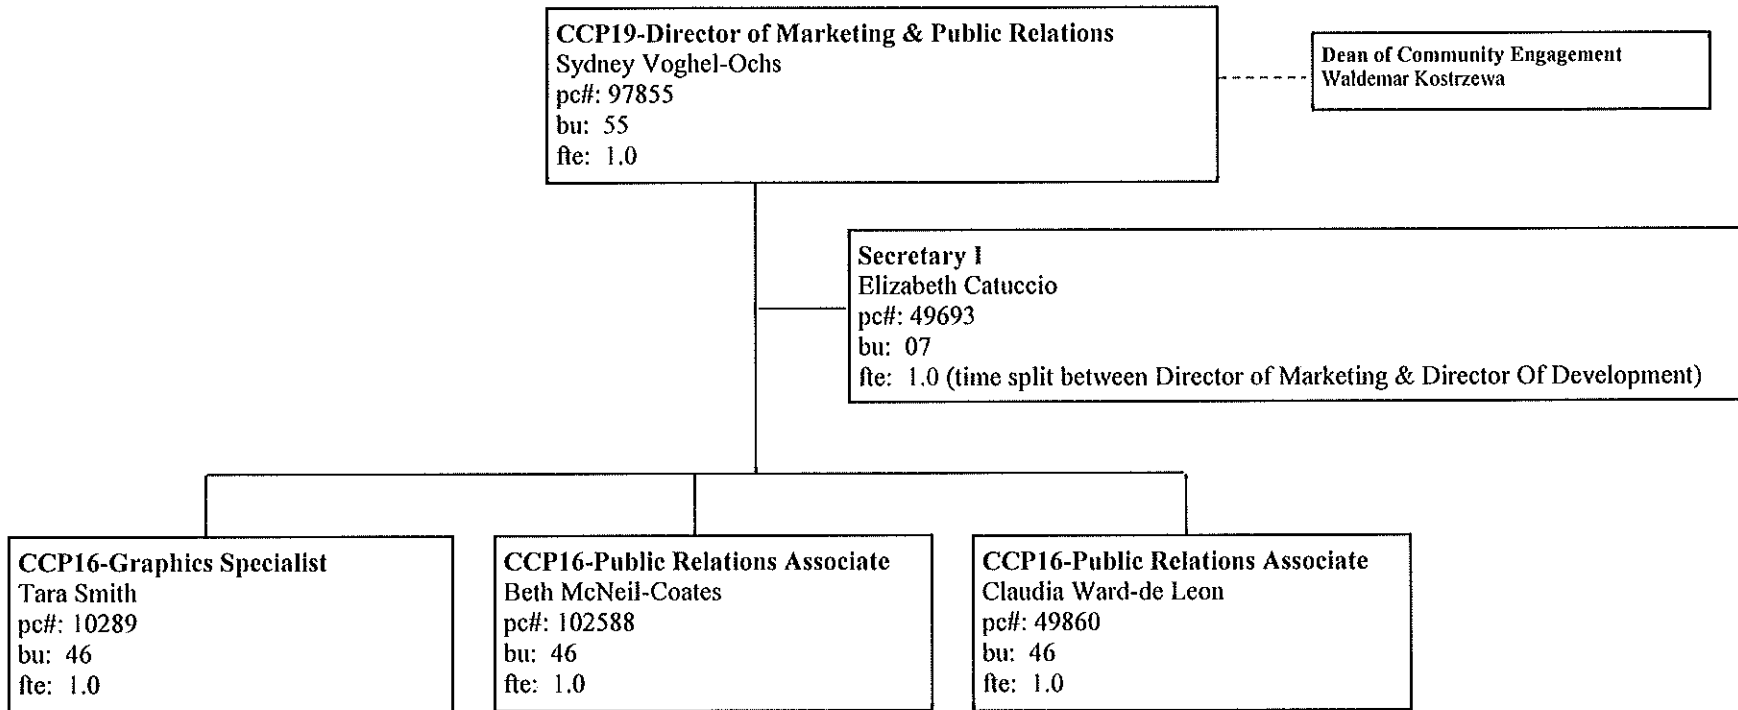 CCP19-Director of Marketing & Public Relations
Sydney Voghel-Ochs
pc#: 97855
bu: 55
fte: 1.0
Dean of Community Engagement
Waldemar Kostrzewa
Secretary I
Elizabeth Catuccio
pc#: 49693
bu: 07
fte: 1.0 (time split between Director of Marketing & Director Of Development)
CCP16-Graphics Specialist
Tara Smith
pc#: 10289
bu: 46
fte: 1.0
CCP16-Public Relations Associate
Beth McNeil-Coates
pc#: 102588
bu: 46
fte: 1.0
CCP16-Public Relations Associate
Claudia Ward-de Leon
pc#: 49860
bu: 46
fte: 1.0